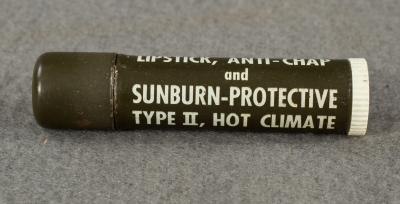 LIPSTICK, ANTI-CHAP
and
SUNBURN-PROTECTIVE
TYPE II, HOT CLIMATE